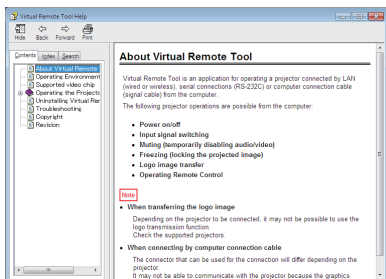 Virtual Remote Tool Help
Hide Back Forward Print
Contents Index Search
About Virtual Remote
Operating Environment
Supported video chip
Operating the Projecto
Uninstalling Virtual Rer
Troubleshooting
Copyright
Revision
About Virtual Remote Tool
Virtual Remote Tool is an application for operating a projector connected by LAN
(wired or wireless), serial connections (RS-232C) or computer connection cable
(signal cable) from the computer.
The following projector operations are possible from the computer:
• Power on/off
• Input signal switching
• Muting (temporarily disabling audio/video)
• Freezing (locking the projected image)
• Logo image transfer
• Operating Remote Control
Note
• When transferring the logo image
Depending on the projector to be connected, it may not be possible to use the
logo transmission function.
Check the supported projectors.
• When connecting by computer connection cable
The connector that can be used for the connection will differ depending on the
projector.
It may not be able to communicate with the projector because the graphics